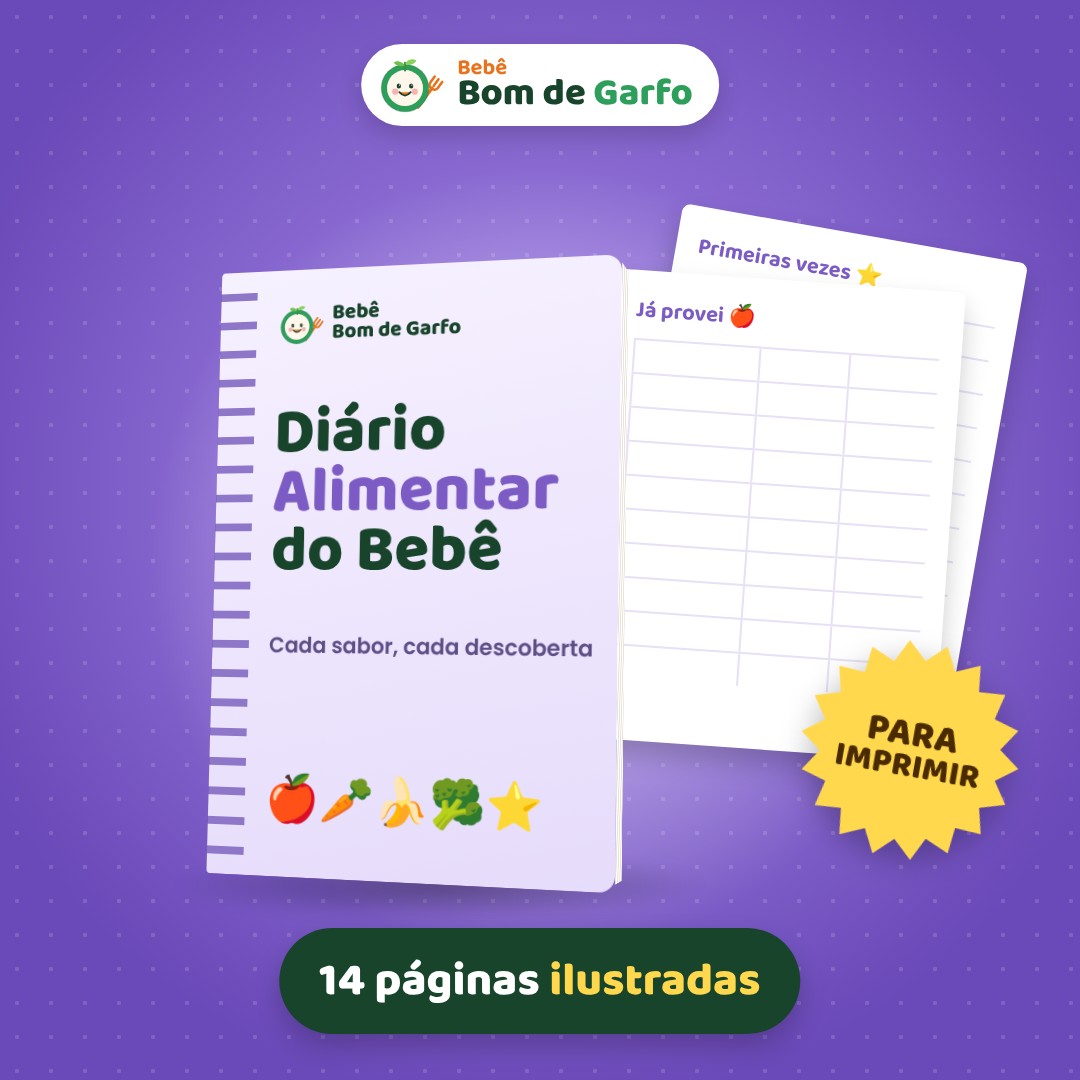 Bebê
Bom de Garfo
Primeiras vezes
Já provei
Bebê
Bom de Garfo
Diário
Alimentar
do Bebê
Cada sabor, cada descoberta
PARA
IMPRIMIR
14 páginas ilustradas